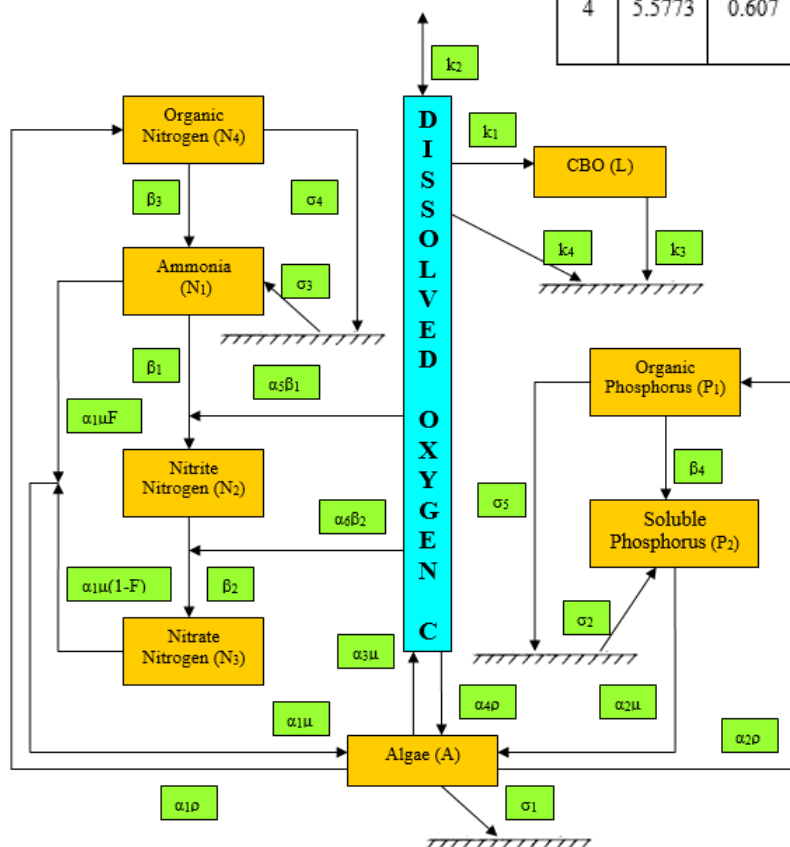 4 5.5773 0.607
k₂
Organic
Nitrogen (N₄)
DISSOLVED OXYGEN C
k₁
CBO (L)
β₃
σ₄
k₄
k₃
Ammonia
(N₁)
σ₃
β₁
α₅β₁
Organic
Phosphorus (P₁)
α₁μF
Nitrite
Nitrogen (N₂)
β₄
σ₅
α₆β₂
Soluble
Phosphorus (P₂)
α₁μ(1-F)
β₂
Nitrate
Nitrogen (N₃)
σ₂
α₃μ
α₁μ
α₄ρ
α₂μ
α₂ρ
Algae (A)
α₁ρ
σ₁